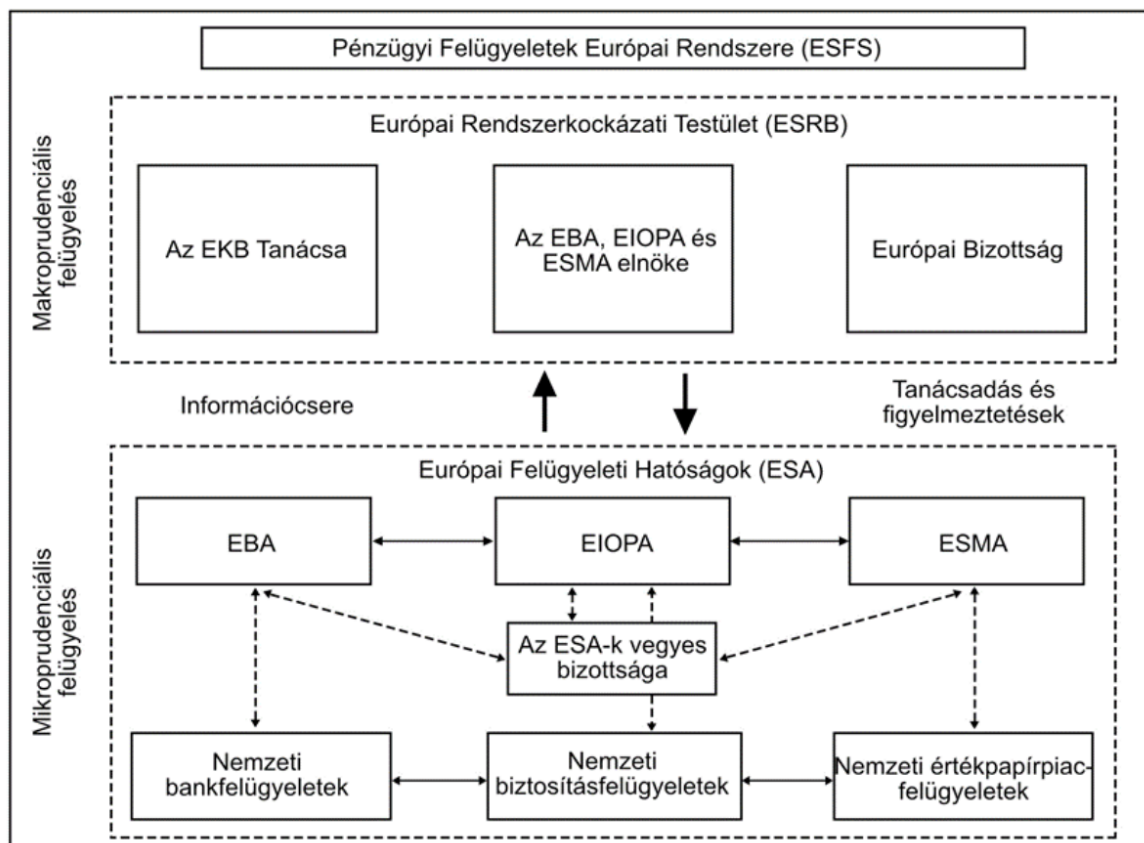 Pénzügyi Felügyeletek Európai Rendszere (ESFS)
Makroprudenciális
felügyelés
Európai Rendszerkockázati Testület (ESRB)
Az EKB Tanácsa
Az EBA, EIOPA és
ESMA elnöke
Európai Bizottság
Információcsere
Tanácsadás és
figyelmeztetések
Mikroprudenciális
felügyelés
Európai Felügyeleti Hatóságok (ESA)
EBA
EIOPA
ESMA
Az ESA-k vegyes
bizottsága
Nemzeti
bankfelügyeletek
Nemzeti
biztosításfelügyeletek
Nemzeti értékpapírpiac-
felügyeletek